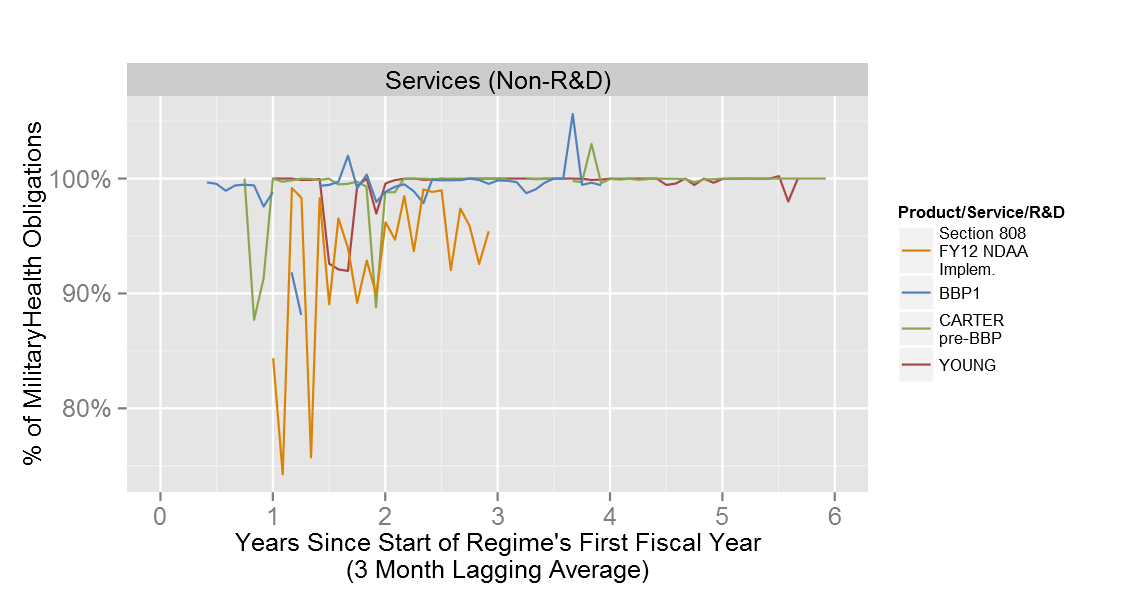 Services (Non-R&D)
% of MilitaryHealth Obligations
100%
90%
80%
0 1 2 3 4 5 6
Years Since Start of Regime's First Fiscal Year
(3 Month Lagging Average)
Product/Service/R&D
Section 808
FY12 NDAA
Implem.
BBP1
CARTER
pre-BBP
YOUNG